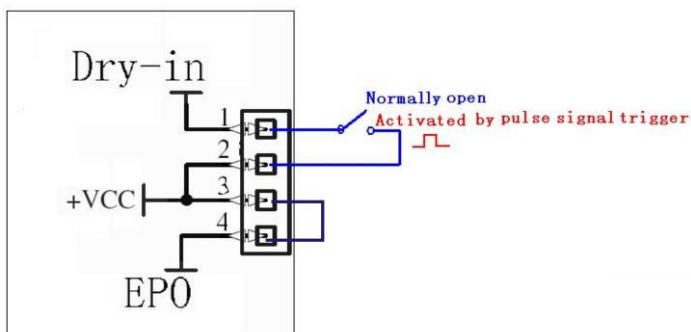 Dry-in
Normally open
1
Activated by pulse signal trigger
2
+VCC
3
4
EPO